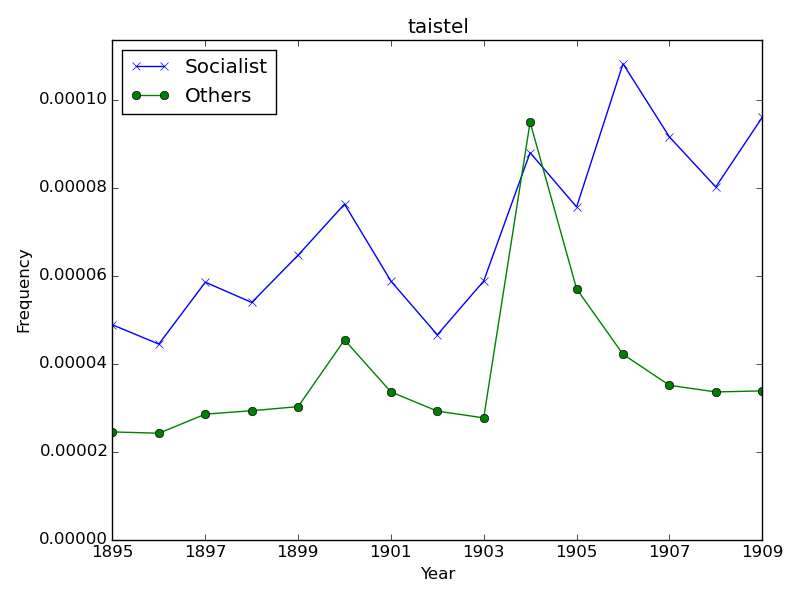 taistel
Socialist
Others
Frequency
0.00010
0.00008
0.00006
0.00004
0.00002
0.00000
1895 1897 1899 1901 1903 1905 1907 1909
Year